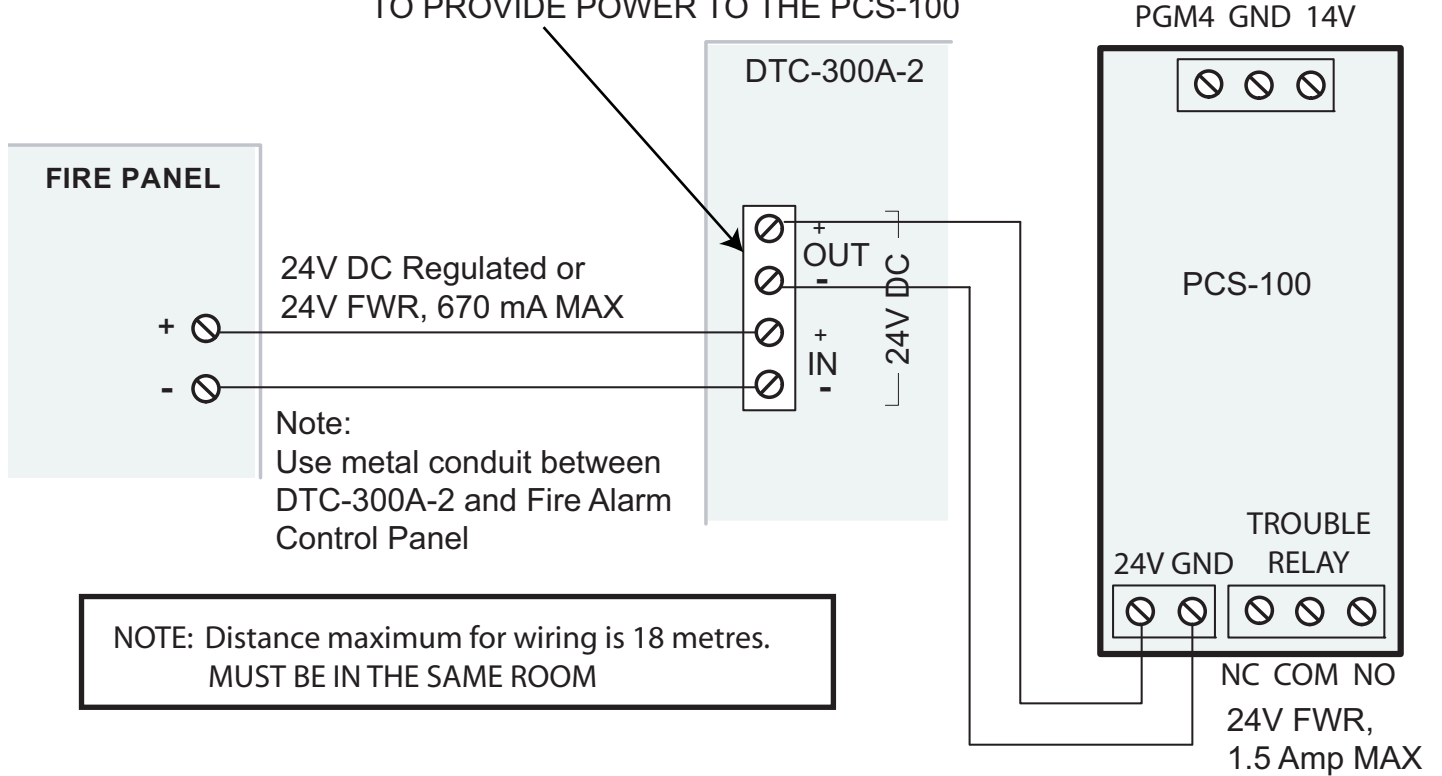 TO PROVIDE POWER TO THE PCS-100
PGM4 GND 14V
DTC-300A-2
FIRE PANEL
24V DC Regulated or
24V FWR, 670 mA MAX
+
-
+
OUT
-
+
IN
-
24V DC
PCS-100
Note:
Use metal conduit between
DTC-300A-2 and Fire Alarm
Control Panel
TROUBLE
RELAY
24V GND
NOTE: Distance maximum for wiring is 18 metres.
MUST BE IN THE SAME ROOM
NC COM NO
24V FWR,
1.5 Amp MAX